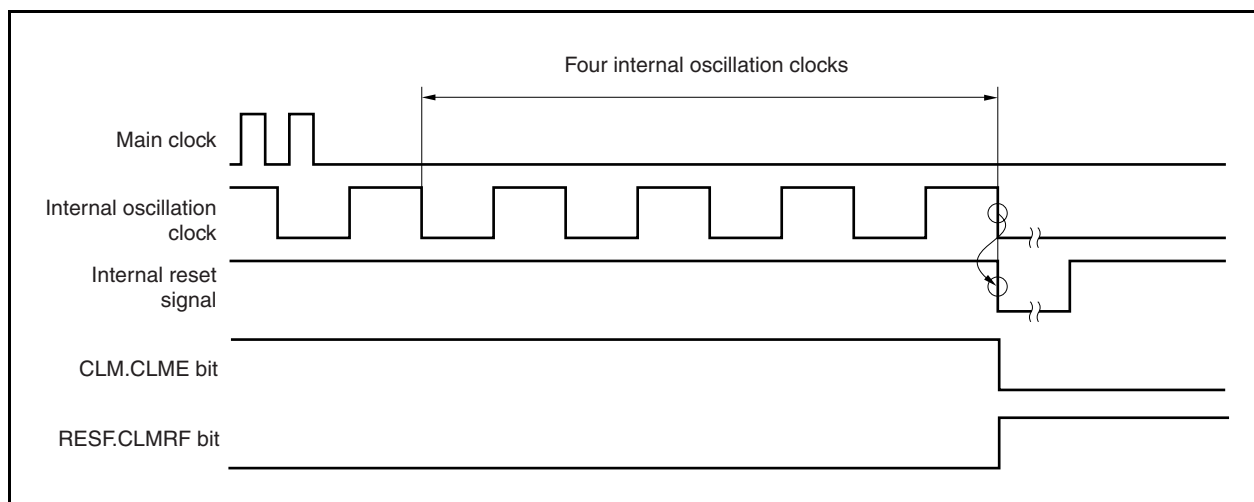 Four internal oscillation clocks
Main clock
Internal oscillation
clock
Internal reset
signal
CLM.CLME bit
RESF.CLMRF bit